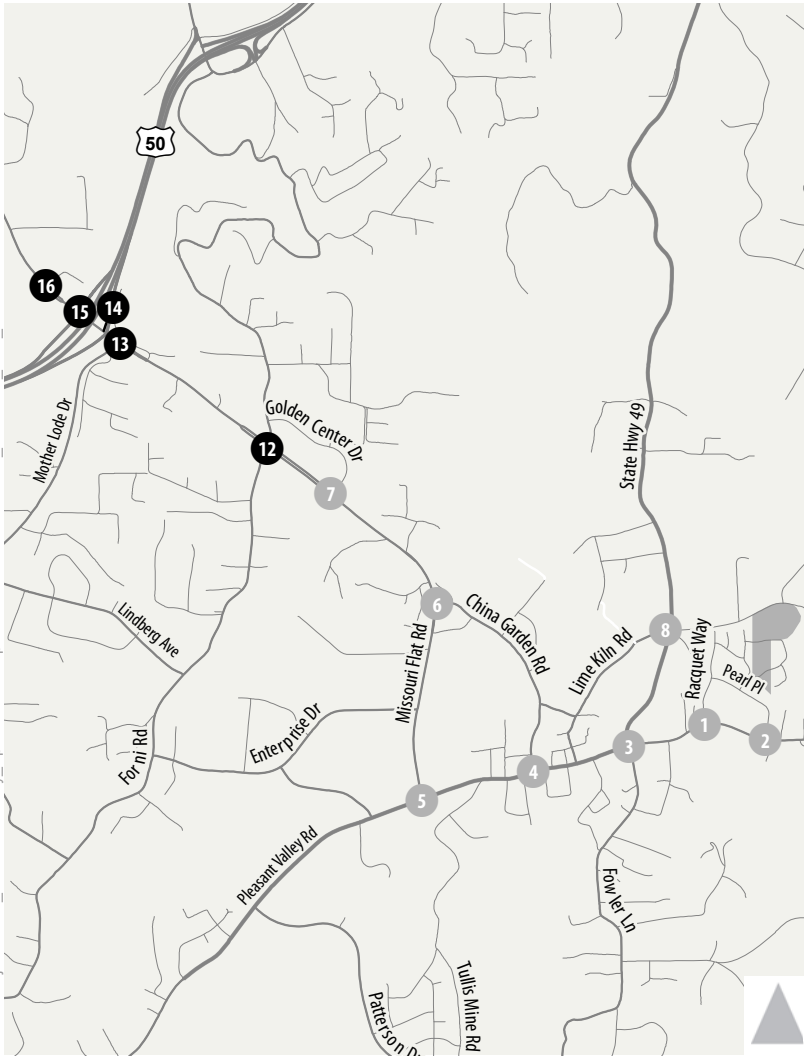 50
16
15
14
13
Mother Lode Dr
Golden Center Dr
12
7
State Hwy 49
6
China Garden Rd
Lindberg Ave
Missouri Flat Rd
Lime Kiln Rd
8
Racquet Way
Pearl Pl
Forni Rd
Enterprise Dr
1
2
3
4
5
Pleasant Valley Rd
Fowler Ln
Patterson Dr
Tullis Mine Rd